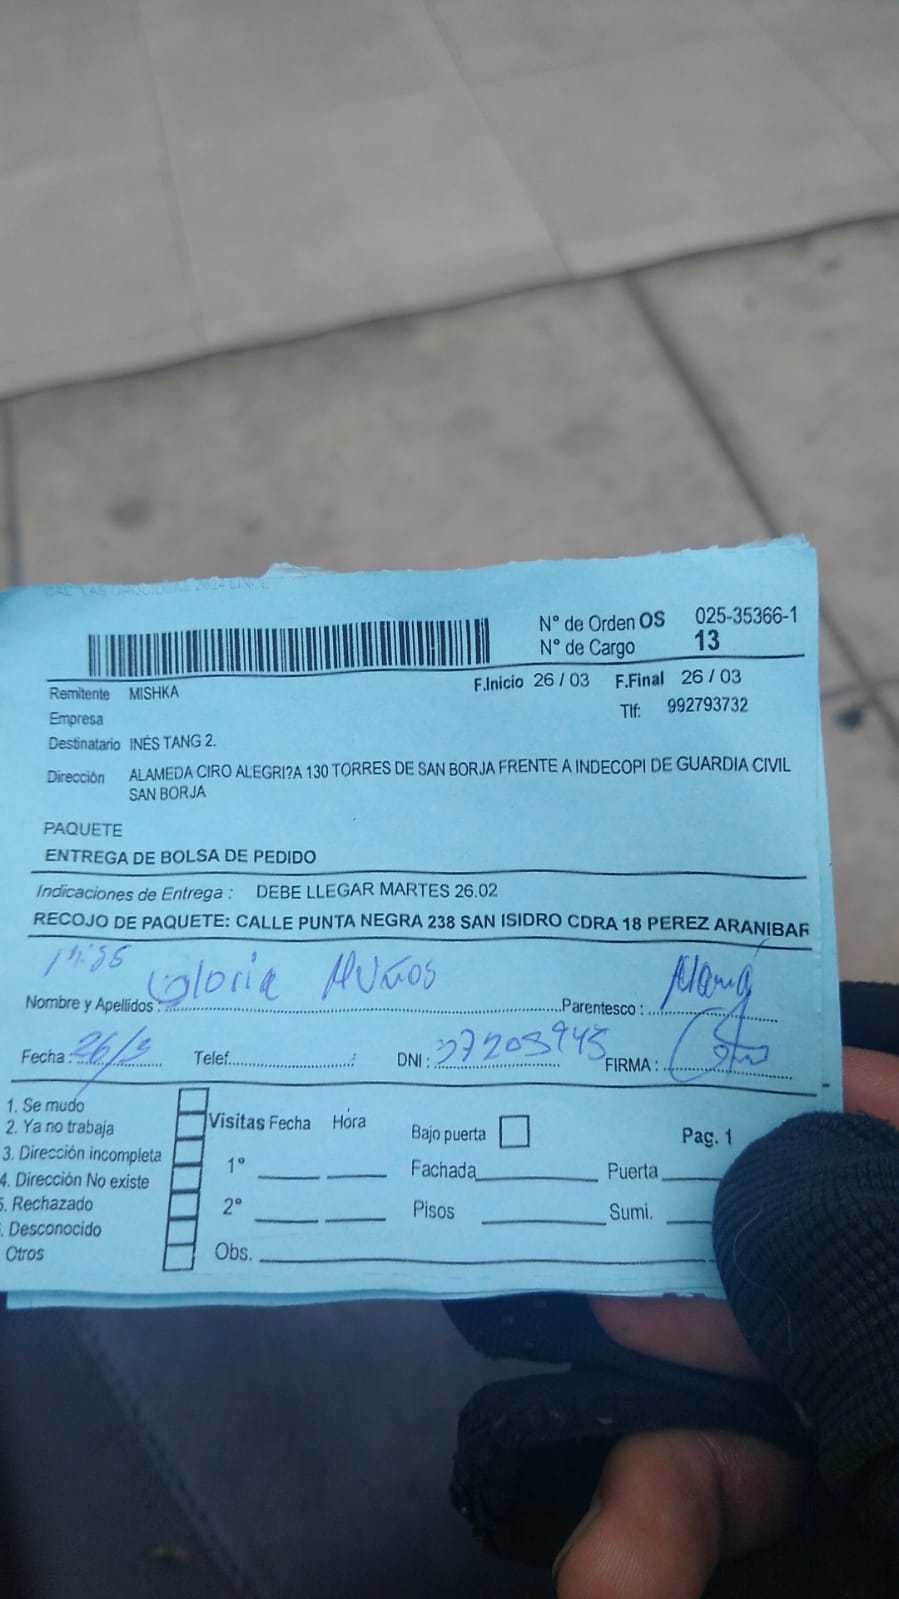 N° de Orden OS 025-35366-1
N° de Cargo 13
Remitente MISHKA F.Inicio 26 / 03 F.Final 26 / 03
Empresa Tlf: 992793732
Destinatario INÉS TANG 2.
Dirección ALAMEDA CIRO ALEGRI?A 130 TORRES DE SAN BORJA FRENTE A INDECOPI DE GUARDIA CIVIL
SAN BORJA
PAQUETE
ENTREGA DE BOLSA DE PEDIDO
Indicaciones de Entrega : DEBE LLEGAR MARTES 26.02
RECOJO DE PAQUETE: CALLE PUNTA NEGRA 238 SAN ISIDRO CDRA 18 PEREZ ARANIBAR
Nombre y Apellidos : Gloria Parentesco :
Fecha : 26/3 Telef. : DNI : FIRMA :
1. Se mudo
2. Ya no trabaja
3. Dirección incompleta
4. Dirección No existe
5. Rechazado
. Desconocido
Otros
Visitas Fecha Hora
1°
2°
Obs.
Bajo puerta
Fachada Puerta
Pisos Sumi.
Pag. 1